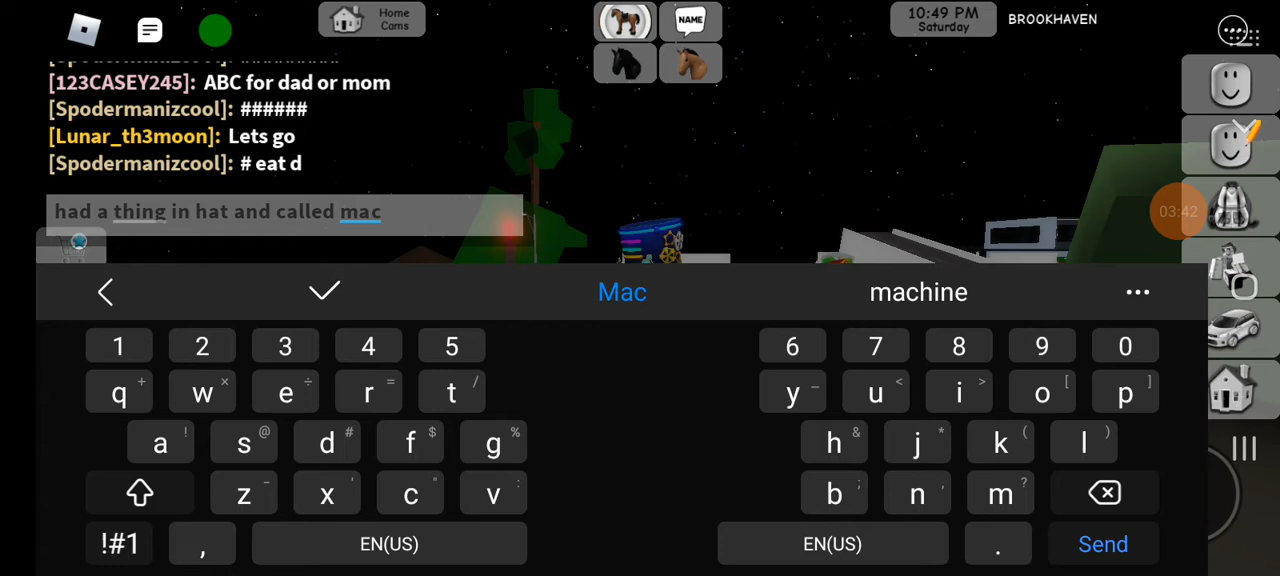 Home
Cams
NAME
10:49 PM
Saturday
BROOKHAVEN
[123CASEY245]: ABC for dad or mom
[Spodermanizcool]: ######
[Lunar_th3moon]: Lets go
[Spodermanizcool]: # eat d
had a thing in hat and called mac
03:42
Mac machine ...
1 2 3 4 5 6 7 8 9 0
q + w × e ÷ r = t / y _ u < i > o [ p ]
a ! s @ d # f $ g % h & j * k ( l )
z - x ' c " v : b ; n , m ?
!#1 , EN(US) EN(US) . Send